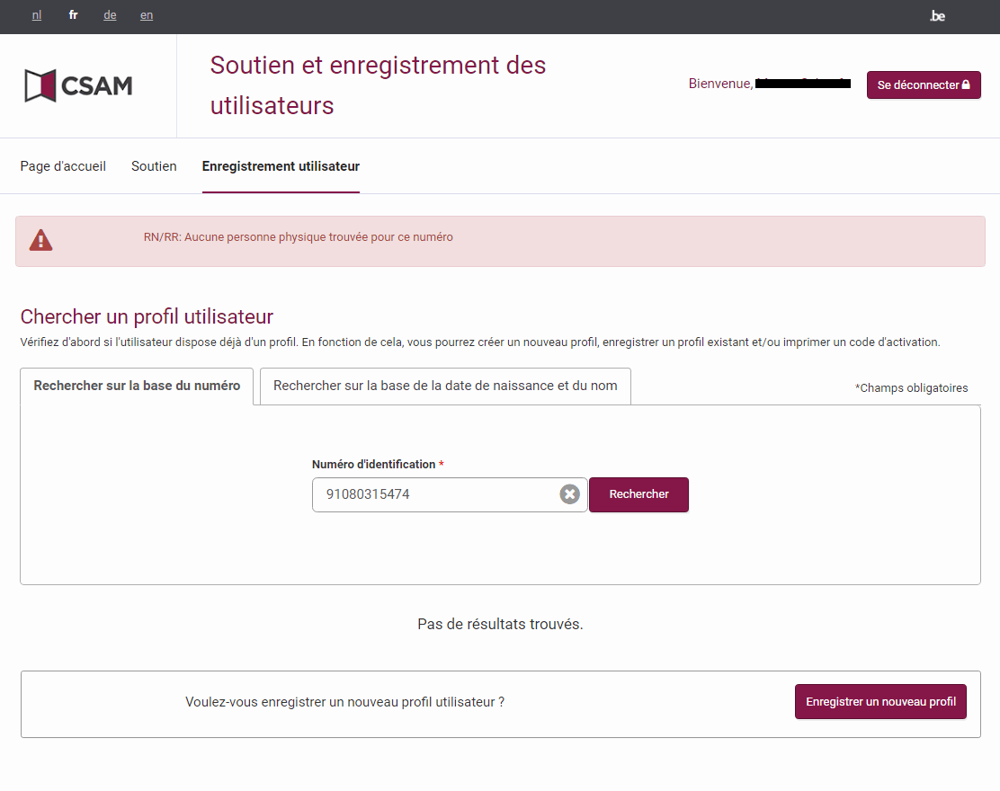 nl fr de en .be
CSAM
Soutien et enregistrement des
utilisateurs
Bienvenue,
Se déconnecter
Page d'accueil Soutien Enregistrement utilisateur
RN/RR: Aucune personne physique trouvée pour ce numéro
Chercher un profil utilisateur
Vérifiez d'abord si l'utilisateur dispose déjà d'un profil. En fonction de cela, vous pourrez créer un nouveau profil, enregistrer un profil existant et/ou imprimer un code d'activation.
Rechercher sur la base du numéro Rechercher sur la base de la date de naissance et du nom *Champs obligatoires
Numéro d'identification *
91080315474 Rechercher
Pas de résultats trouvés.
Voulez-vous enregistrer un nouveau profil utilisateur ? Enregistrer un nouveau profil